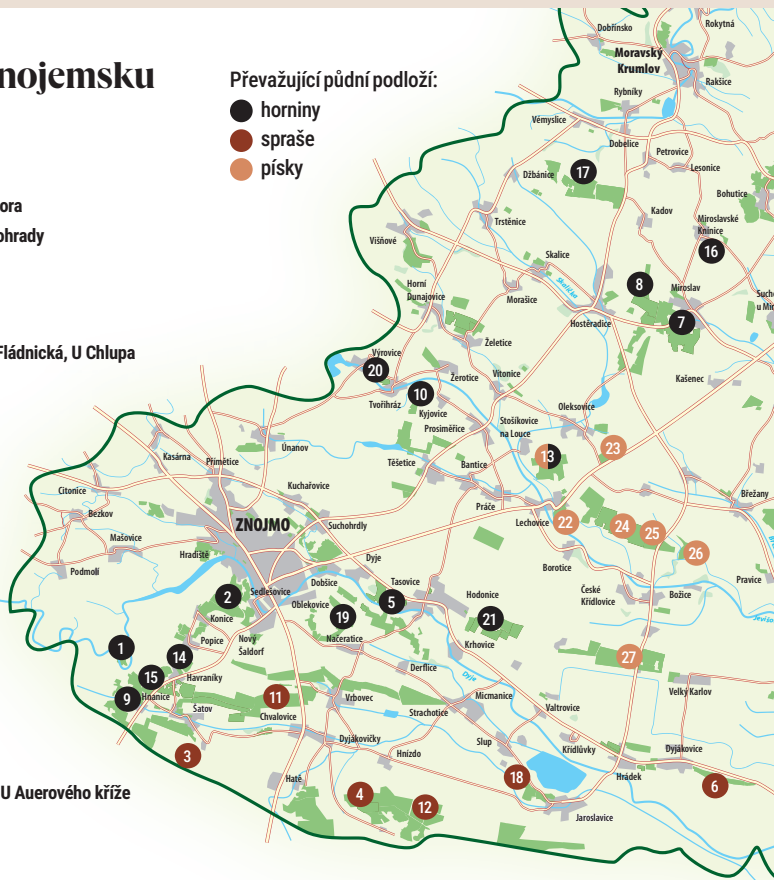 nojemsku
Převažující půdní podloží:
horniny
spraše
písky
ora
ohrady
Fládnická, U Chlupa
U Auerového kříže
Dobřínsko
Rokytná
Moravský
Krumlov
Rakšice
Rybníky
Vémyslice
Dobelice
Petrovice
Lesonice
Džbánice
17
Bohutice
Kadov
Miroslavské
Knínice
16
Trstěnice
Višňové
Skalice
Skalička
8
Miroslav
Horní
Dunajovice
Morašice
Hostěradice
7
Želetice
Výrovice
20
Kašenec
Žerotice
Vítonice
10
Tvořihráz
Kyjovice
Oleksovice
Stošíkovice
na Louce
Prosiměřice
23
13
Kasárna
Přímětice
Únanov
Těšetice
Bantice
Citonice
Kuchařovice
Břežany
Bezkov
Práče
Mašovice
ZNOJMO
Suchohrdly
Lechovice
22
24
25
26
Hradiště
Podmolí
Dyje
Borotice
Pravice
Dobšice
Tasovice
2
Sedlešovice
Oblekovice
5
Hodonice
České
Křídlovice
Božice
Konice
19
21
Nový
Šaldorf
Popice
Načeratice
1
14
Krhovice
27
15
Havraníky
Derflice
Dyje
9
Hnanice
11
Vrbovec
Micmanice
Velký Karlov
Šatov
Chvalovice
Strachotice
Valtrovice
Dyjákovičky
Slup
Křídlůvky
Dyjákovice
3
Hnízdo
Hrádek
Hatě
18
6
4
12
Jaroslavice